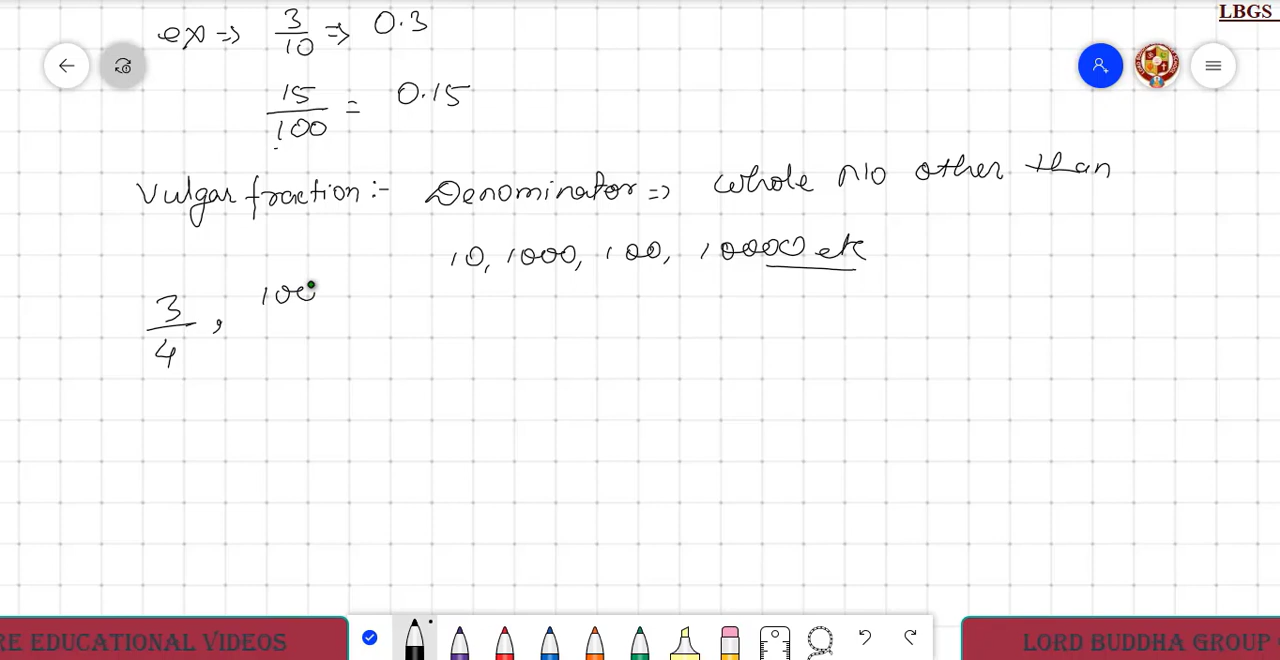 LBGS
ex ⇒ 3/10 ⇒ 0.3
15/100 = 0.15
Vulgar fraction :- Denominator ⇒ whole No other than
10, 1000, 100, 10000 etc
3/4 , 100
RE EDUCATIONAL VIDEOS
LORD BUDDHA GROUP